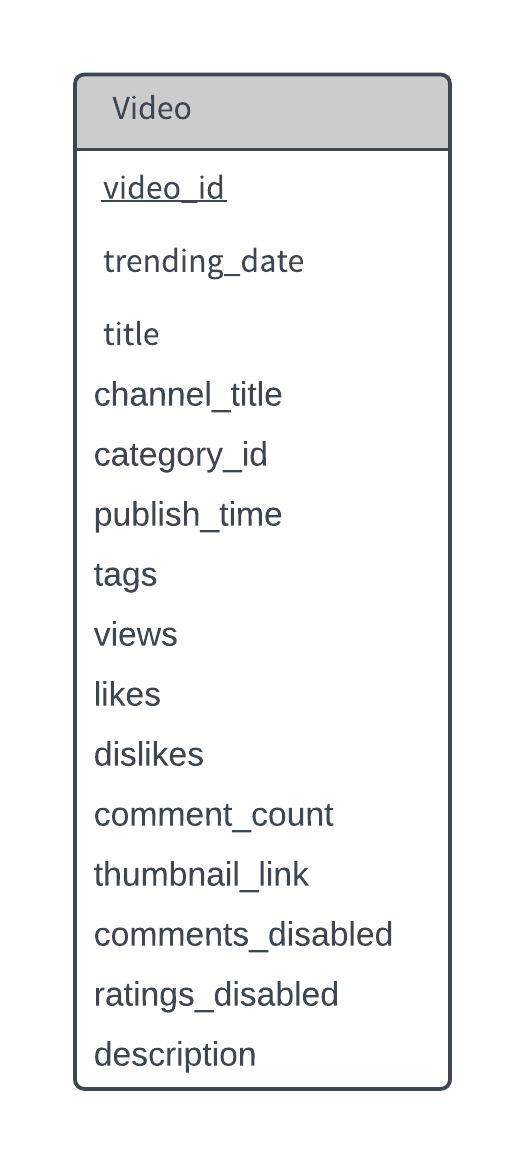 Video
video_id
trending_date
title
channel_title
category_id
publish_time
tags
views
likes
dislikes
comment_count
thumbnail_link
comments_disabled
ratings_disabled
description